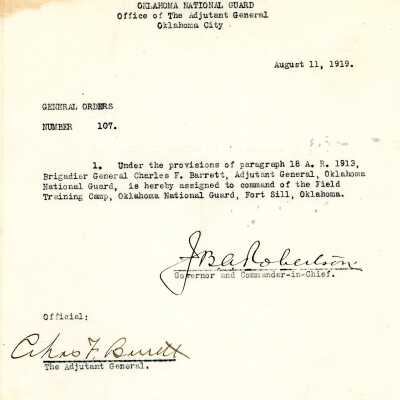 OKLAHOMA NATIONAL GUARD
Office of The Adjutant General
Oklahoma City
August 11, 1919.
GENERAL ORDERS
NUMBER 107.
1. Under the provisions of paragraph 18 A. R. 1913,
Brigadier General Charles F. Barrett, Adjutant General, Oklahoma
National Guard, is hereby assigned to command of the Field
Training Camp, Oklahoma National Guard, Fort Sill, Oklahoma.
J B A Robertson
Governor and Commander-in-Chief.
Official:
Chas F. Barrett
The Adjutant General.